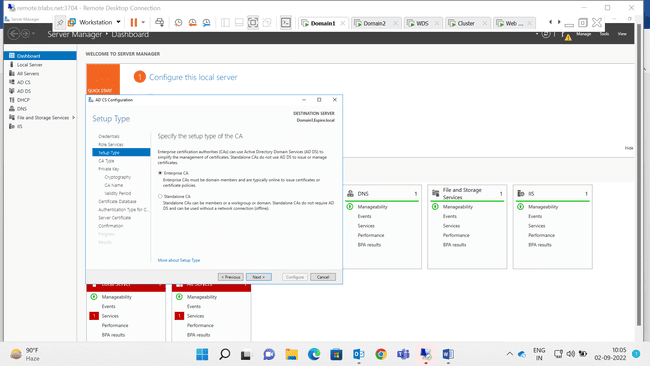 remote.trlabs.net:3704 - Remote Desktop Connection
Server Manager
Workstation
Domain1
Domain2
WDS
Cluster
Web ...
Server Manager • Dashboard
Manage
Tools
View
Dashboard
Local Server
All Servers
AD CS
AD DS
DHCP
DNS
File and Storage Services
IIS
WELCOME TO SERVER MANAGER
QUICK START
1 Configure this local server
Hide
AD CS Configuration
Setup Type
DESTINATION SERVER
Credentials
Role Services
Setup Type
CA Type
Private Key
Cryptography
CA Name
Validity Period
Certificate Database
Authentication Type for C...
Server Certificate
Confirmation
Progress
Results
Specify the setup type of the CA
Enterprise certification authorities (CAs) can use Active Directory Domain Services (AD DS) to
simplify the management of certificates. Standalone CAs do not use AD DS to issue or manage
certificates.
Enterprise CA
Enterprise CAs must be domain members and are typically online to issue certificates or
certificate policies.
Standalone CA
Standalone CAs can be members or a workgroup or domain. Standalone CAs do not require AD
DS and can be used without a network connection (offline).
More about Setup Type
< Previous
Next >
Configure
Cancel
DNS 1
Manageability
Events
Services
Performance
BPA results
File and Storage
Services 1
Manageability
Events
Services
Performance
BPA results
IIS 1
Manageability
Events
Services
Performance
BPA results
Manageability
Events
1 Services
Performance
BPA results
Manageability
Events
1 Services
Performance
BPA results
90°F
Haze
ENG
IN
10:05
02-09-2022